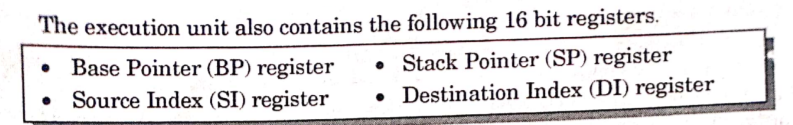 The execution unit also contains the following 16 bit registers.
• Base Pointer (BP) register • Stack Pointer (SP) register
• Source Index (SI) register • Destination Index (DI) register